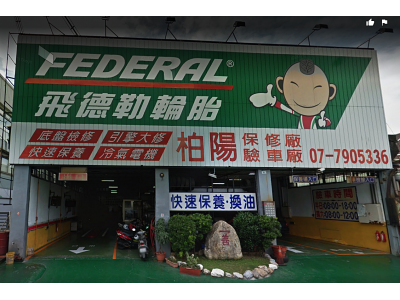 FEDERAL®
飛德勒輪胎
底盤檢修 引擎大修
快速保養 冷氣電機
柏陽 保修廠 驗車廠 07-7905336
快速保養·換油